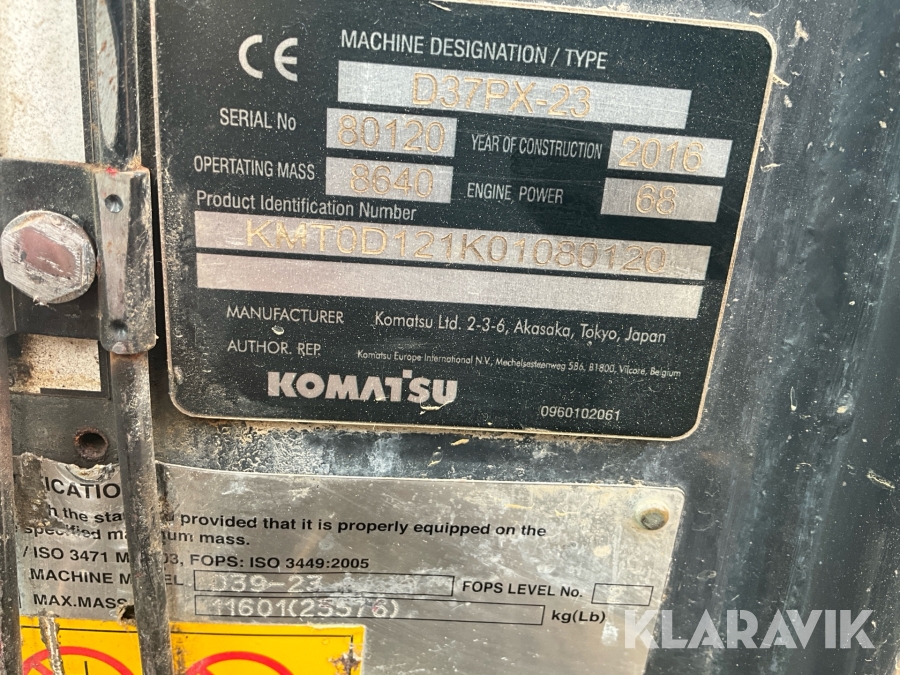 CE
MACHINE DESIGNATION / TYPE
D37PX-23
SERIAL No 80120 YEAR OF CONSTRUCTION 2016
OPERTATING MASS 8640 ENGINE POWER 68
Product Identification Number
KMT0D121K01080120
MANUFACTURER Komatsu Ltd. 2-3-6, Akasaka, Tokyo, Japan
AUTHOR. REP. Komatsu Europe International N.V., Mechelsesteenweg 586, B1800, Vilcore, Belgium
KOMATSU
0960102061
provided that it is properly equipped on the
mass.
/ ISO 3471 FOPS: ISO 3449:2005
MACHiNE D39-23 FOPS LEVEL No.
MAX.MASS 11601(25576) kg(Lb)
KLARAVIK